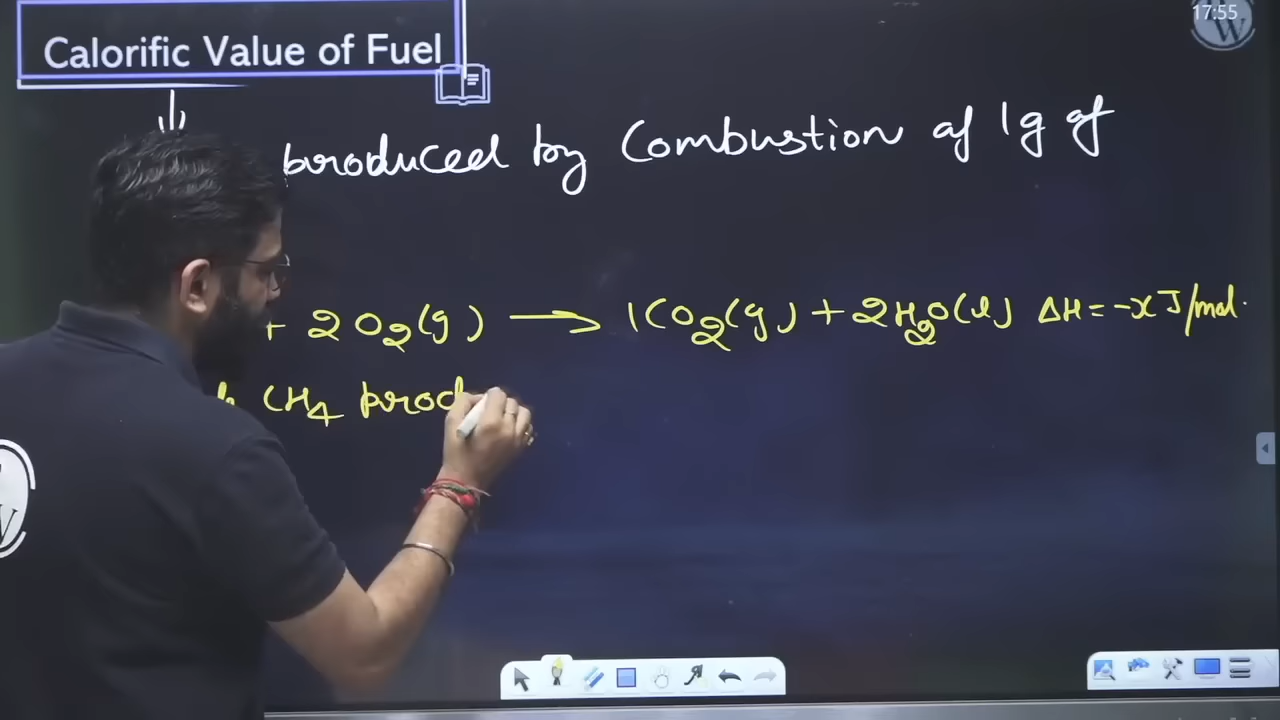 17:55
Calorific Value of Fuel
produced by Combustion of 1g of
+ 2O₂(g) → 1CO₂(g) + 2H₂O(l) ΔH = -x J/mol.
CH₄ prod
W
W